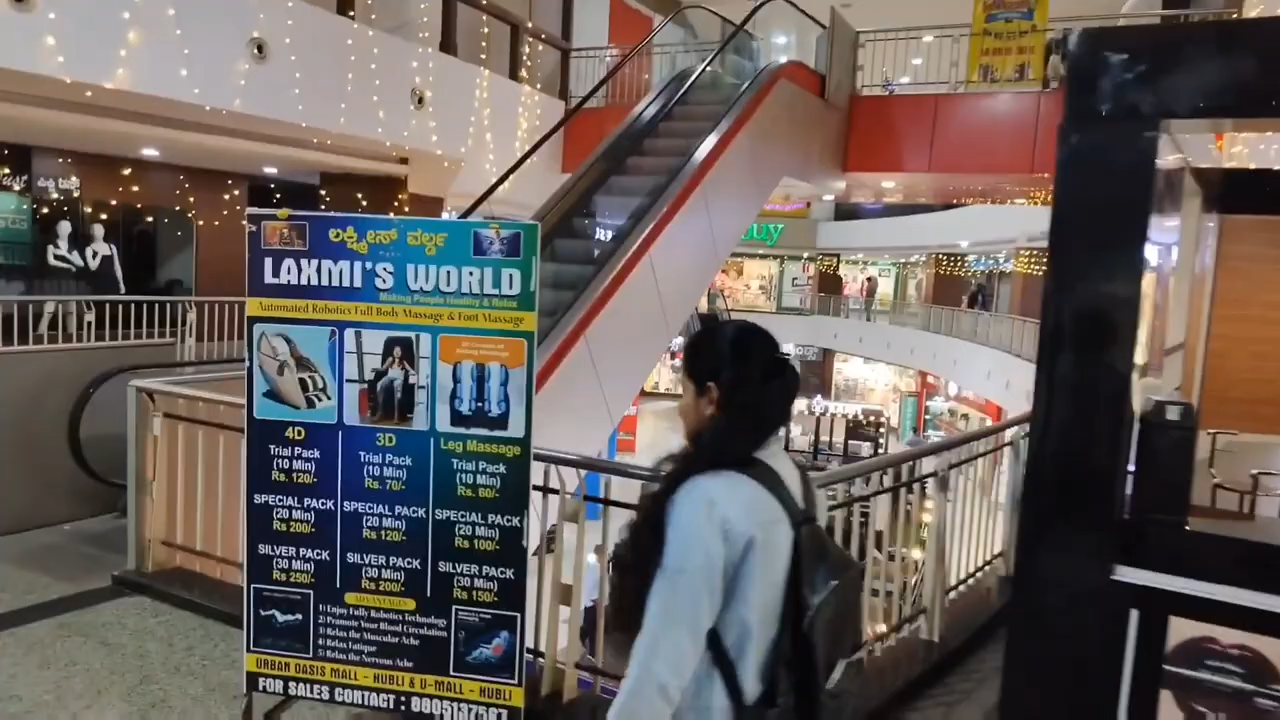 ಲಕ್ಷ್ಮೀಸ್ ವರ್ಲ್ಡ್
LAXMI'S WORLD
Making People Healthy & Relax
Automated Robotics Full Body Massage & Foot Massage
4D
Trial Pack
(10 Min)
Rs. 120/-
SPECIAL PACK
(20 Min)
Rs 200/-
SILVER PACK
(30 Min)
Rs 250/-
3D
Trial Pack
(10 Min)
Rs. 70/-
SPECIAL PACK
(20 Min)
Rs 120/-
SILVER PACK
(30 Min)
Rs 200/-
Leg Massage
Trial Pack
(10 Min)
Rs. 60/-
SPECIAL PACK
(20 Min)
Rs 100/-
SILVER PACK
(30 Min)
Rs 150/-
ADVANTAGES
1) Enjoy Fully Robotics Technology
2) Pramote Your Blood Circulation
3) Relax the Muscular Ache
4) Relax Fatique
5) Relax the Nervous Ache
URBAN OASIS MALL - HUBLI & U-MALL - HUBLI
FOR SALES CONTACT :
uy